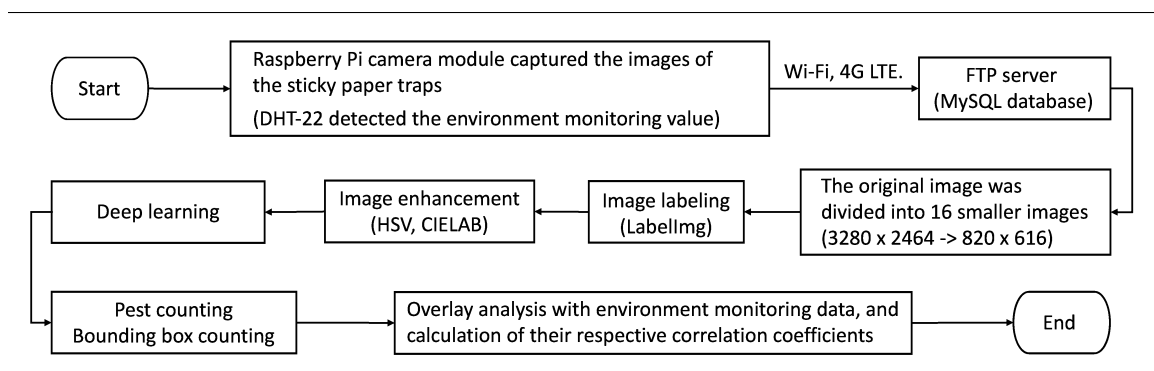 Start
Raspberry Pi camera module captured the images of
the sticky paper traps
(DHT-22 detected the environment monitoring value)
Wi-Fi, 4G LTE.
FTP server
(MySQL database)
The original image was
divided into 16 smaller images
(3280 x 2464 -> 820 x 616)
Image labeling
(LabelImg)
Image enhancement
(HSV, CIELAB)
Deep learning
Pest counting
Bounding box counting
Overlay analysis with environment monitoring data, and
calculation of their respective correlation coefficients
End